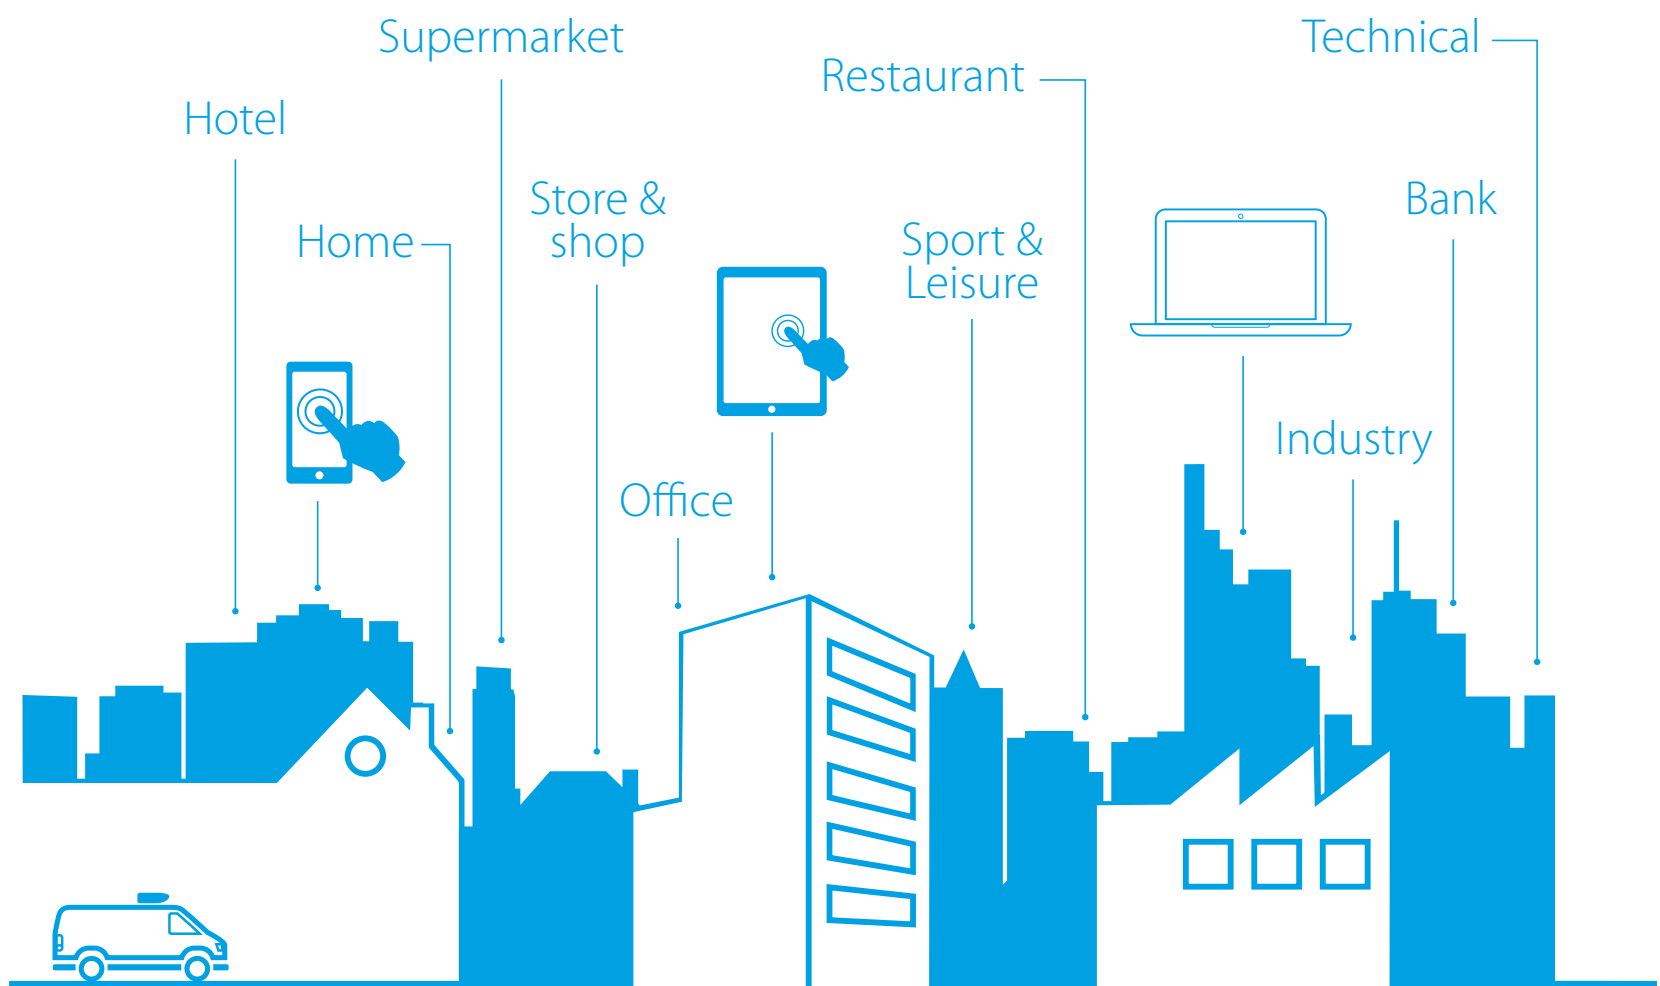 Supermarket
Technical
Restaurant
Hotel
Store &
shop
Bank
Home
Sport &
Leisure
Industry
Office